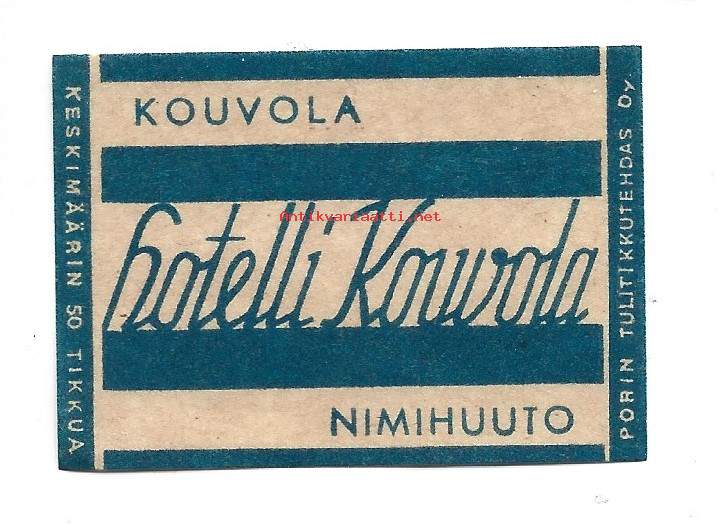 KOUVOLA
hotelli Kouvola
NIMIHUUTO
KESKIMÄÄRIN 50 TIKKUA
PORIN TULITIKKUTEHDAS Oy.
Antikvariaatti.net